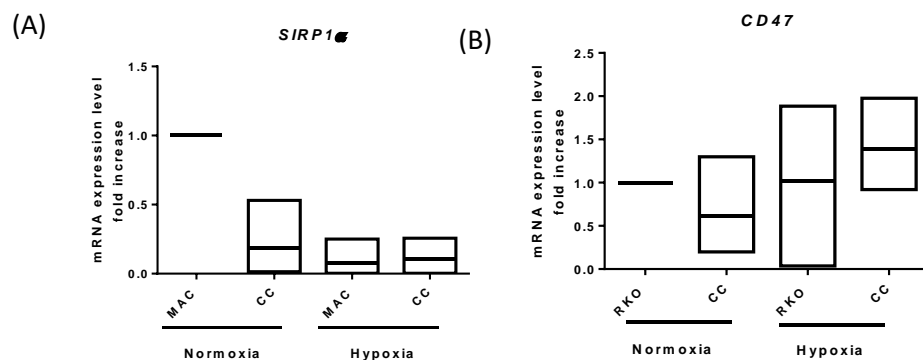 (A)
SIRP1
mRNA expression level
fold increase
1.5
1.0
0.5
0.0
MAC
CC
MAC
CC
Normoxia
Hypoxia
(B)
CD47
mRNA expression level
fold increase
2.5
2.0
1.5
1.0
0.5
0.0
RKO
CC
RKO
CC
Normoxia
Hypoxia